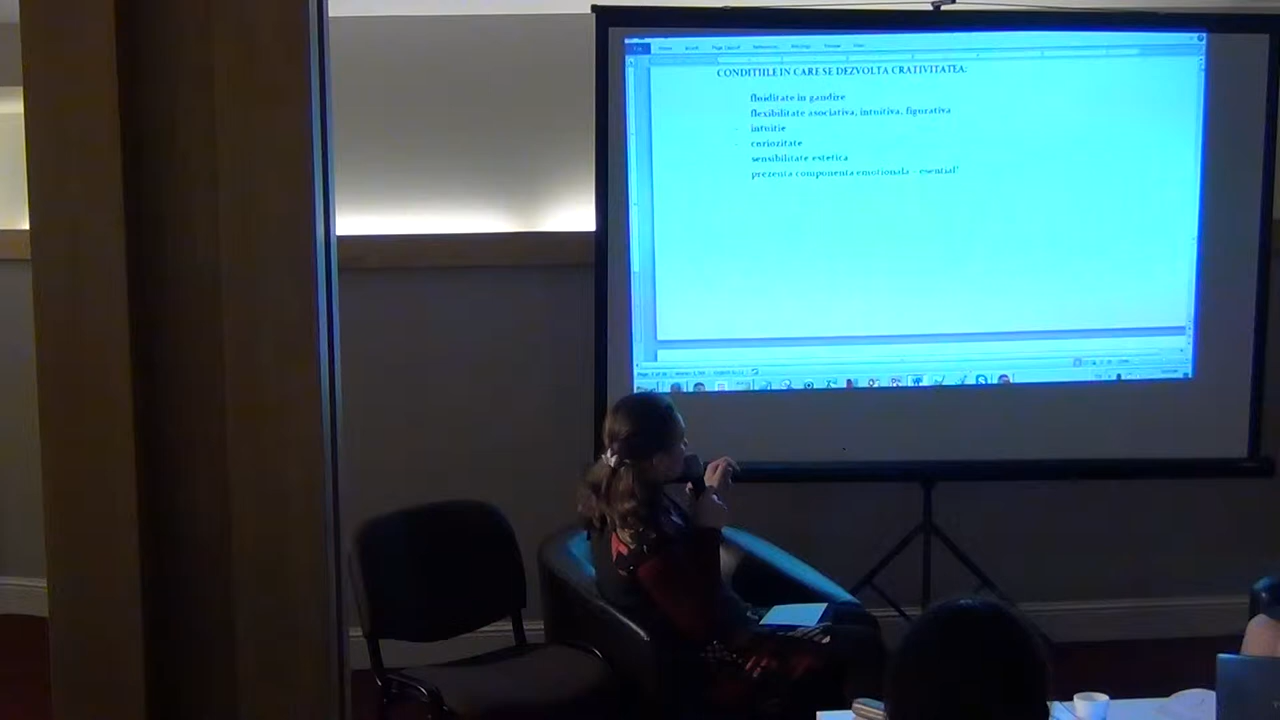 CONDITIILE IN CARE SE DEZVOLTA CRATIVITATEA:
fluiditate in gandire
flexibilitate asociativa, intuitiva, figurativa
- intuitie
- curiozitate
sensibilitate estetica
prezenta componenta emotionala - esential!